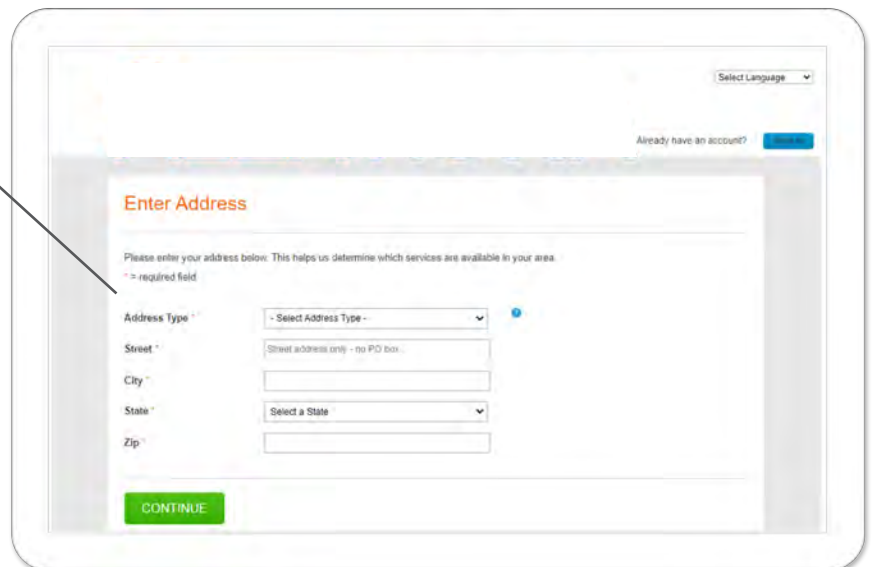 Select Language
Already have an account?
Enter Address
Please enter your address below. This helps us determine which services are available in your area.
* = required field
Address Type *
- Select Address Type -
?
Street *
Street address only - no PO box
City *
State *
Select a State
Zip *
CONTINUE